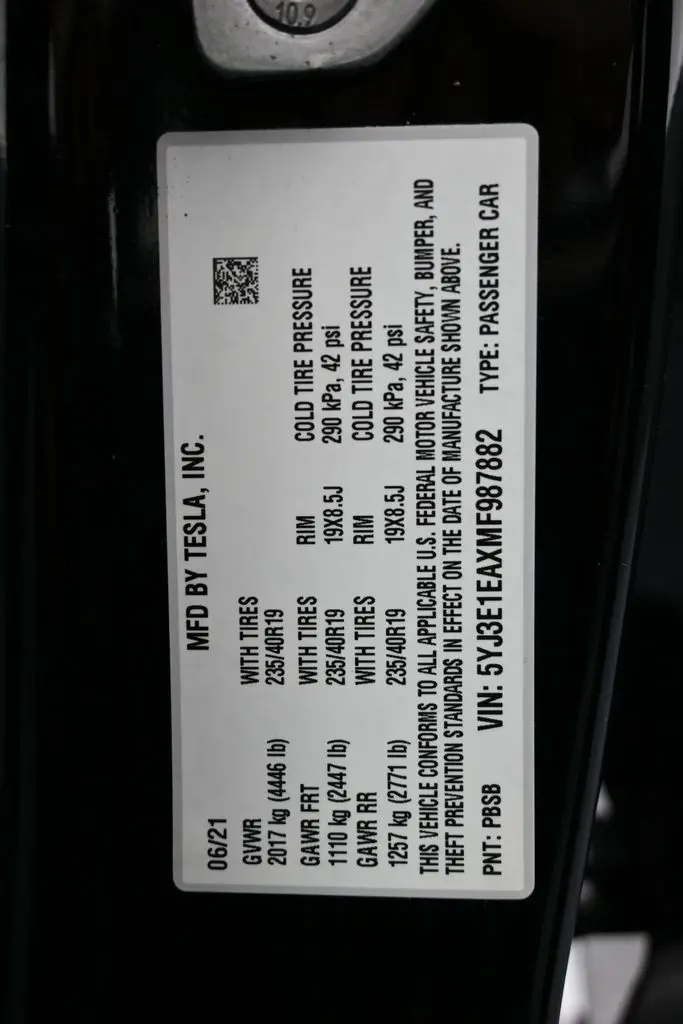 10.9
MFD BY TESLA, INC.
06/21
GVWR WITH TIRES
2017 kg (4446 lb) 235/40R19
GAWR FRT WITH TIRES RIM COLD TIRE PRESSURE
1110 kg (2447 lb) 235/40R19 19X8.5J 290 kPa, 42 psi
GAWR RR WITH TIRES RIM COLD TIRE PRESSURE
1257 kg (2771 lb) 235/40R19 19X8.5J 290 kPa, 42 psi
THIS VEHICLE CONFORMS TO ALL APPLICABLE U.S. FEDERAL MOTOR VEHICLE SAFETY, BUMPER, AND
THEFT PREVENTION STANDARDS IN EFFECT ON THE DATE OF MANUFACTURE SHOWN ABOVE.
PNT: PBSB VIN: 5YJ3E1EAXMF987882 TYPE: PASSENGER CAR